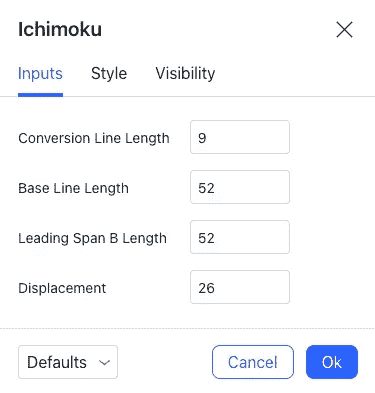 Ichimoku
Inputs Style Visibility
Conversion Line Length 9
Base Line Length 52
Leading Span B Length 52
Displacement 26
Defaults Cancel Ok